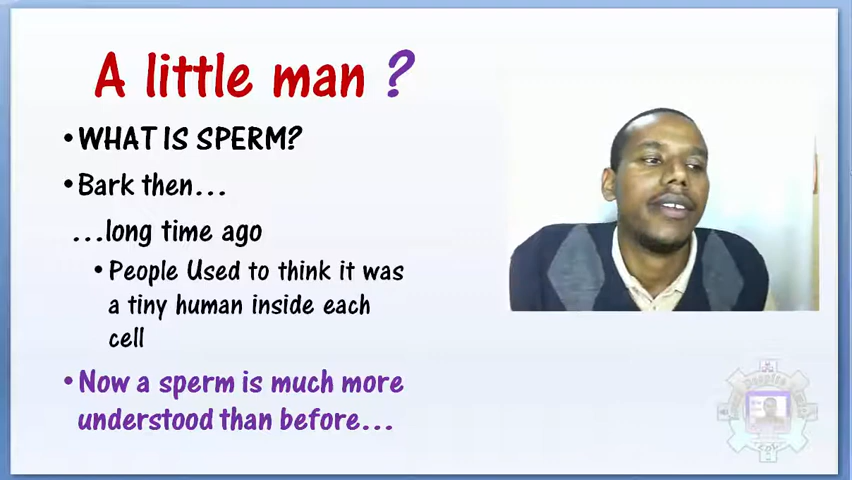 A little man ?
•WHAT IS SPERM?
•Bark then...
...long time ago
•People Used to think it was
a tiny human inside each
cell
•Now a sperm is much more
understood than before...